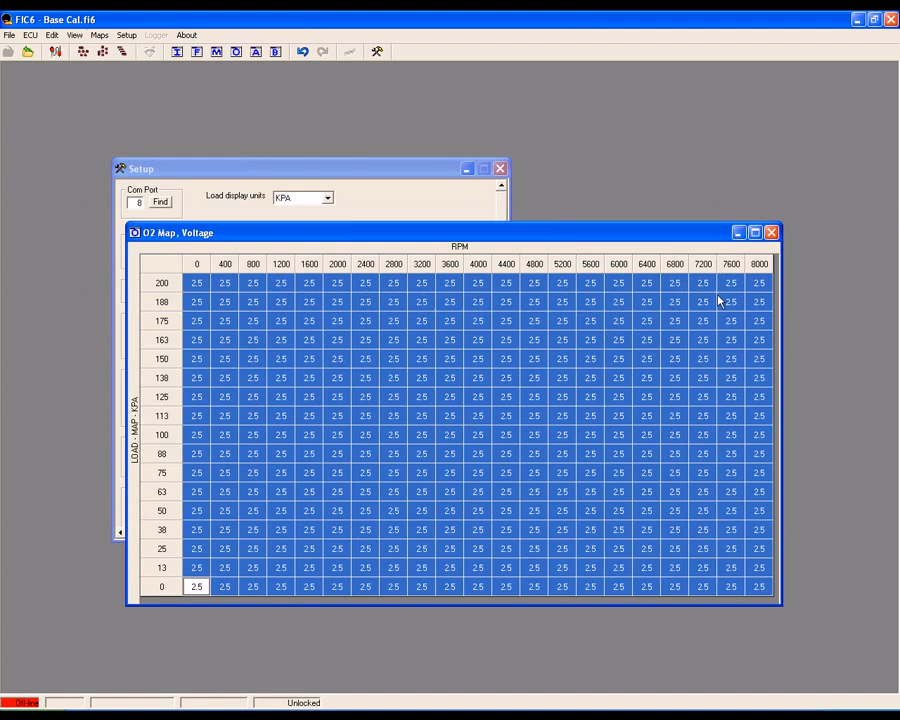 FIC6 - Base Cal.fi6
File ECU Edit View Maps Setup Logger About
I F M O A B
Setup
Com Port
8 Find
Load display units KPA
O2 Map, Voltage
RPM
0 400 800 1200 1600 2000 2400 2800 3200 3600 4000 4400 4800 5200 5600 6000 6400 6800 7200 7600 8000
LOAD - MAP - KPA
200 2.5 2.5 2.5 2.5 2.5 2.5 2.5 2.5 2.5 2.5 2.5 2.5 2.5 2.5 2.5 2.5 2.5 2.5 2.5 2.5 2.5
188 2.5 2.5 2.5 2.5 2.5 2.5 2.5 2.5 2.5 2.5 2.5 2.5 2.5 2.5 2.5 2.5 2.5 2.5 2.5 2.5 2.5
175 2.5 2.5 2.5 2.5 2.5 2.5 2.5 2.5 2.5 2.5 2.5 2.5 2.5 2.5 2.5 2.5 2.5 2.5 2.5 2.5 2.5
163 2.5 2.5 2.5 2.5 2.5 2.5 2.5 2.5 2.5 2.5 2.5 2.5 2.5 2.5 2.5 2.5 2.5 2.5 2.5 2.5 2.5
150 2.5 2.5 2.5 2.5 2.5 2.5 2.5 2.5 2.5 2.5 2.5 2.5 2.5 2.5 2.5 2.5 2.5 2.5 2.5 2.5 2.5
138 2.5 2.5 2.5 2.5 2.5 2.5 2.5 2.5 2.5 2.5 2.5 2.5 2.5 2.5 2.5 2.5 2.5 2.5 2.5 2.5 2.5
125 2.5 2.5 2.5 2.5 2.5 2.5 2.5 2.5 2.5 2.5 2.5 2.5 2.5 2.5 2.5 2.5 2.5 2.5 2.5 2.5 2.5
113 2.5 2.5 2.5 2.5 2.5 2.5 2.5 2.5 2.5 2.5 2.5 2.5 2.5 2.5 2.5 2.5 2.5 2.5 2.5 2.5 2.5
100 2.5 2.5 2.5 2.5 2.5 2.5 2.5 2.5 2.5 2.5 2.5 2.5 2.5 2.5 2.5 2.5 2.5 2.5 2.5 2.5 2.5
88 2.5 2.5 2.5 2.5 2.5 2.5 2.5 2.5 2.5 2.5 2.5 2.5 2.5 2.5 2.5 2.5 2.5 2.5 2.5 2.5 2.5
75 2.5 2.5 2.5 2.5 2.5 2.5 2.5 2.5 2.5 2.5 2.5 2.5 2.5 2.5 2.5 2.5 2.5 2.5 2.5 2.5 2.5
63 2.5 2.5 2.5 2.5 2.5 2.5 2.5 2.5 2.5 2.5 2.5 2.5 2.5 2.5 2.5 2.5 2.5 2.5 2.5 2.5 2.5
50 2.5 2.5 2.5 2.5 2.5 2.5 2.5 2.5 2.5 2.5 2.5 2.5 2.5 2.5 2.5 2.5 2.5 2.5 2.5 2.5 2.5
38 2.5 2.5 2.5 2.5 2.5 2.5 2.5 2.5 2.5 2.5 2.5 2.5 2.5 2.5 2.5 2.5 2.5 2.5 2.5 2.5 2.5
25 2.5 2.5 2.5 2.5 2.5 2.5 2.5 2.5 2.5 2.5 2.5 2.5 2.5 2.5 2.5 2.5 2.5 2.5 2.5 2.5 2.5
13 2.5 2.5 2.5 2.5 2.5 2.5 2.5 2.5 2.5 2.5 2.5 2.5 2.5 2.5 2.5 2.5 2.5 2.5 2.5 2.5 2.5
0 2.5 2.5 2.5 2.5 2.5 2.5 2.5 2.5 2.5 2.5 2.5 2.5 2.5 2.5 2.5 2.5 2.5 2.5 2.5 2.5 2.5
Off-line Unlocked